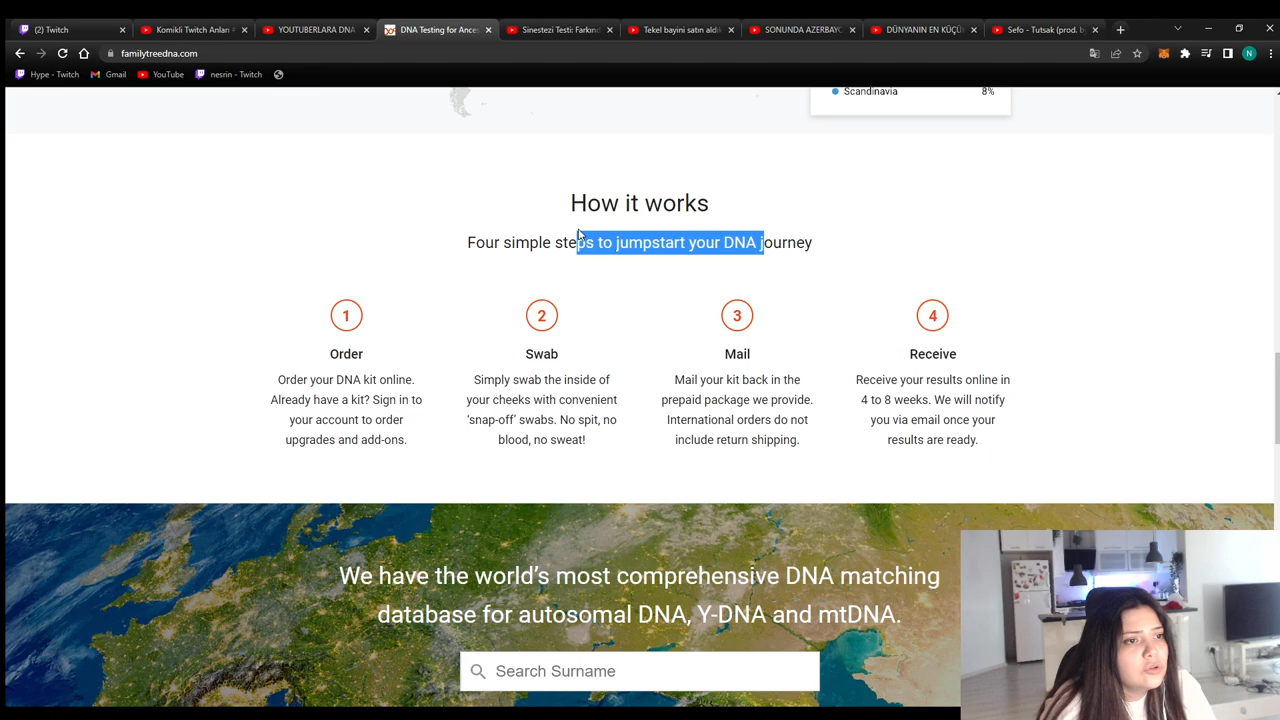 (2) Twitch
Komikli Twitch Anları #
YOUTUBERLARA DNA
DNA Testing for Ances
Sinestezi Testi: Farkınd
Tekel bayini satın aldık
SONUNDA AZERBAYC
DÜNYANIN EN KÜÇÜ
Sefo - Tutsak (prod. b
familytreedna.com
N
Hype - Twitch
Gmail
YouTube
nesrin - Twitch
Scandinavia 8%
How it works
Four simple steps to jumpstart your DNA journey
1
Order
Order your DNA kit online.
Already have a kit? Sign in to
your account to order
upgrades and add-ons.
2
Swab
Simply swab the inside of
your cheeks with convenient
‘snap-off’ swabs. No spit, no
blood, no sweat!
3
Mail
Mail your kit back in the
prepaid package we provide.
International orders do not
include return shipping.
4
Receive
Receive your results online in
4 to 8 weeks. We will notify
you via email once your
results are ready.
We have the world’s most comprehensive DNA matching
database for autosomal DNA, Y-DNA and mtDNA.
Search Surname